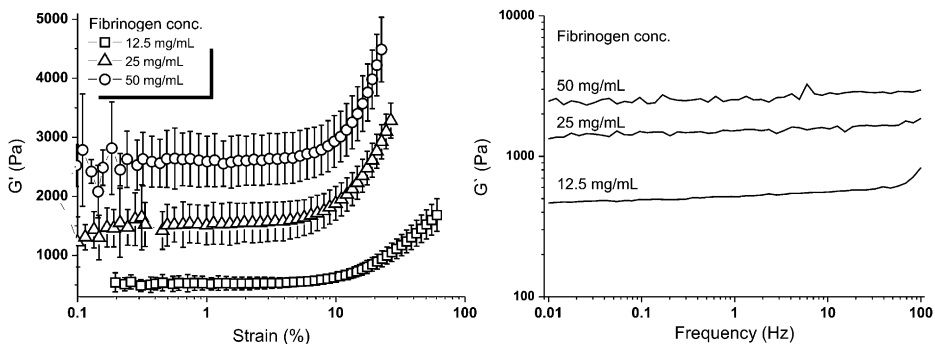 5000
4000
3000
2000
1000
G' (Pa)
Fibrinogen conc.
12.5 mg/mL
25 mg/mL
50 mg/mL
0.1 1 10 100
Strain (%)
10000
1000
100
G' (Pa)
Fibrinogen conc.
50 mg/mL
25 mg/mL
12.5 mg/mL
0.01 0.1 1 10 100
Frequency (Hz)